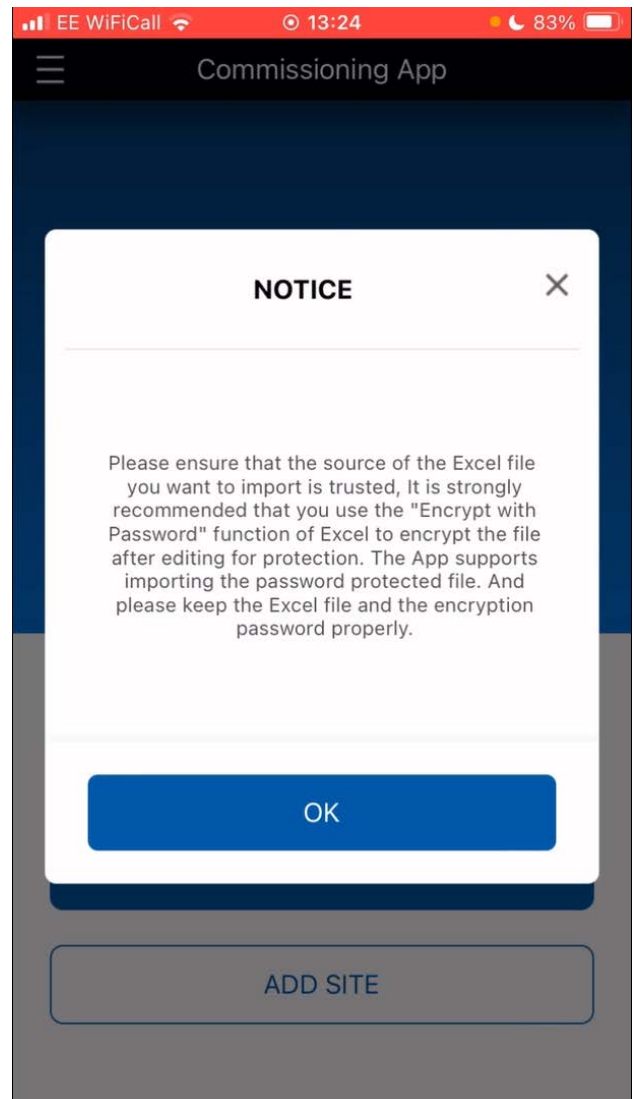 EE WiFiCall 13:24 83%
Commissioning App
NOTICE
Please ensure that the source of the Excel file
you want to import is trusted, It is strongly
recommended that you use the "Encrypt with
Password" function of Excel to encrypt the file
after editing for protection. The App supports
importing the password protected file. And
please keep the Excel file and the encryption
password properly.
OK
ADD SITE